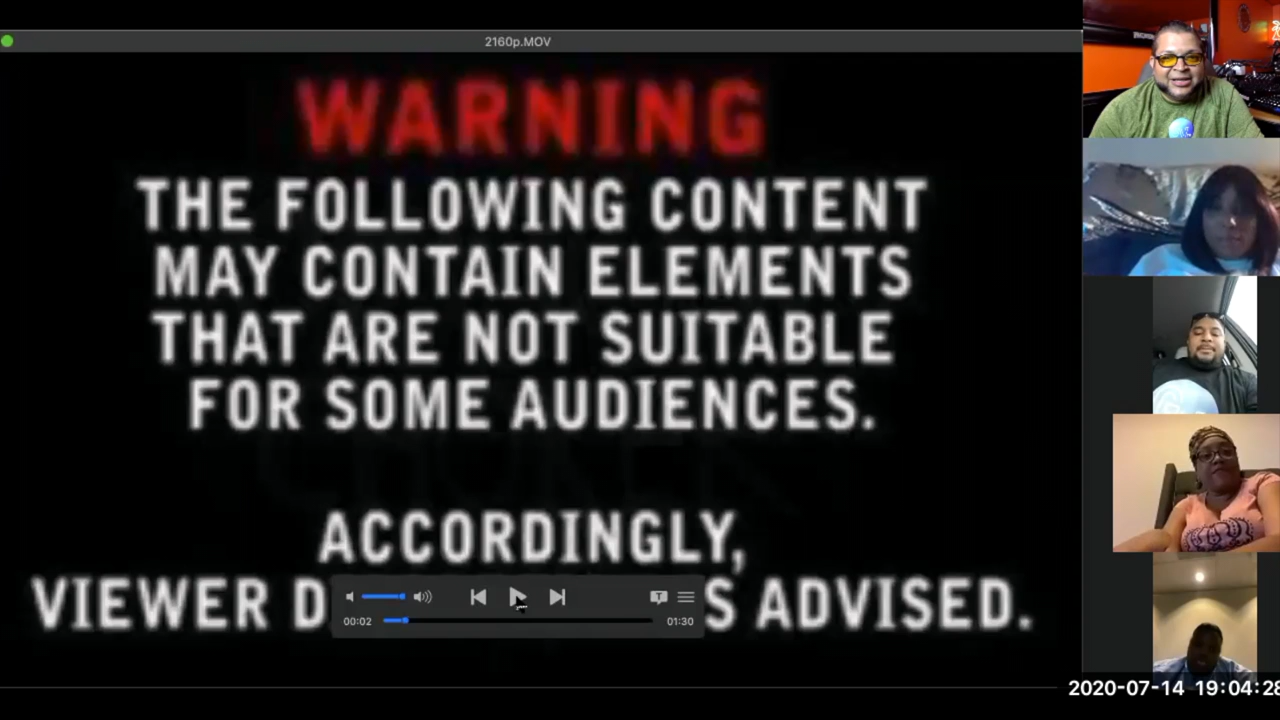 2160p.MOV
WARNING
THE FOLLOWING CONTENT
MAY CONTAIN ELEMENTS
THAT ARE NOT SUITABLE
FOR SOME AUDIENCES.
ACCORDINGLY,
VIEWER D S ADVISED.
00:02 01:30
2020-07-14 19:04:28